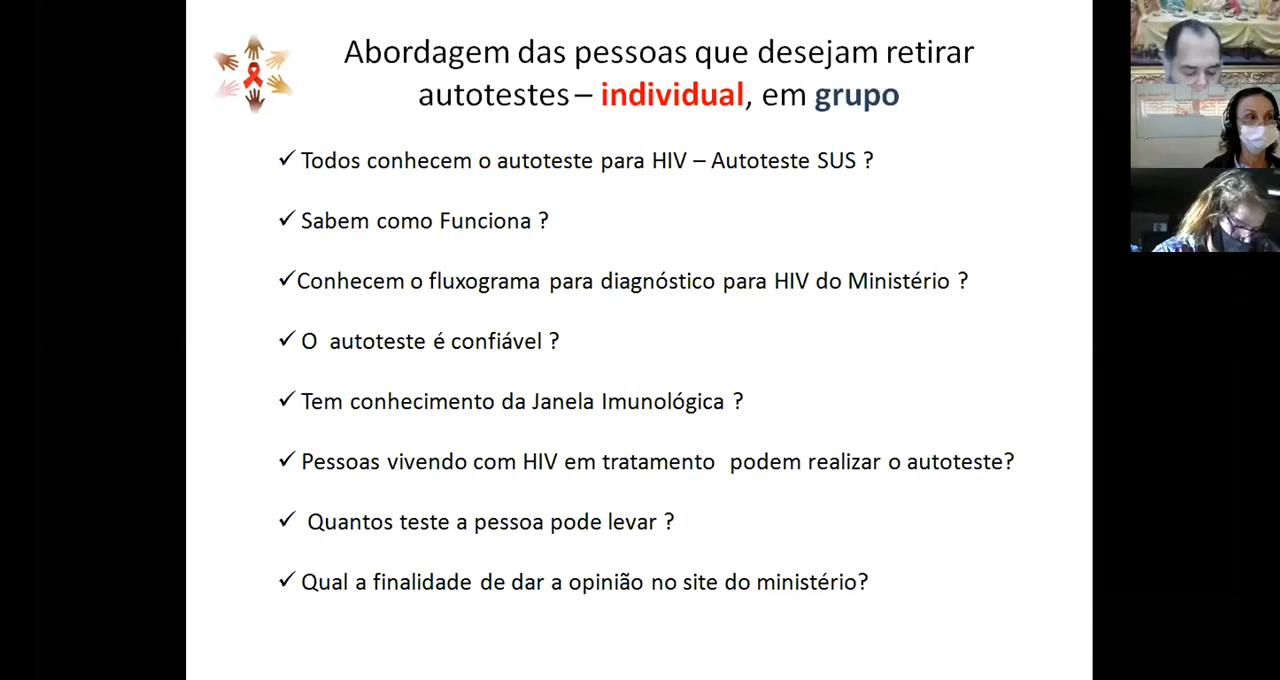 Abordagem das pessoas que desejam retirar
autotestes – individual, em grupo
✓ Todos conhecem o autoteste para HIV – Autoteste SUS ?
✓ Sabem como Funciona ?
✓ Conhecem o fluxograma para diagnóstico para HIV do Ministério ?
✓ O autoteste é confiável ?
✓ Tem conhecimento da Janela Imunológica ?
✓ Pessoas vivendo com HIV em tratamento podem realizar o autoteste?
✓ Quantos teste a pessoa pode levar ?
✓ Qual a finalidade de dar a opinião no site do ministério?